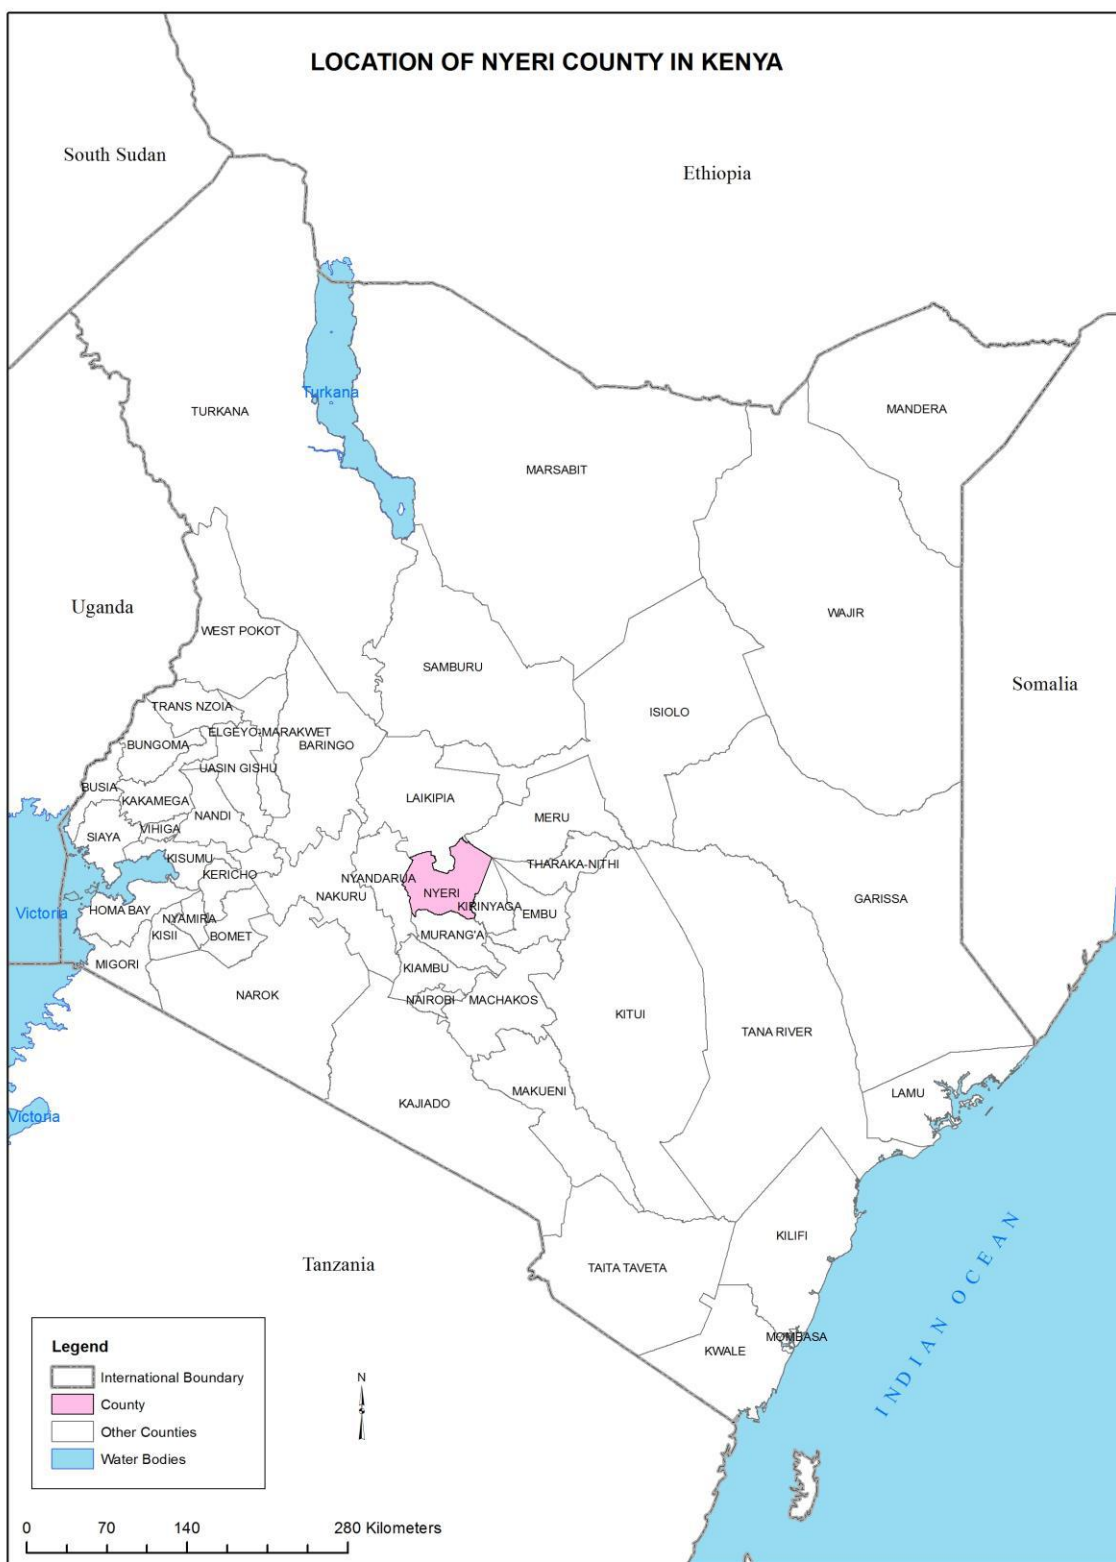 LOCATION OF NYERI COUNTY IN KENYA
South Sudan
Ethiopia
Turkana
TURKANA
MANDERA
MARSABIT
Uganda
WAJIR
WEST POKOT
SAMBURU
Somalia
ISIOLO
TRANS NZOIA
ELGEYO-MARAKWET
BUNGOMA
BARINGO
UASIN GISHU
BUSIA
KAKAMEGA
LAIKIPIA
NANDI
MERU
VIHIGA
SIAYA
KISUMU
THARAKA-NITHI
KERICHO
NYANDARUA
NAKURU
NYERI
GARISSA
KIRINYAGA
Victoria
HOMA BAY
NYAMIRA
EMBU
KISII
BOMET
MURANG'A
MIGORI
KIAMBU
NAROK
NAIROBI
MACHAKOS
KITUI
TANA RIVER
MAKUENI
LAMU
KAJIADO
Victoria
KILIFI
Tanzania
TAITA TAVETA
INDIAN OCEAN
MOMBASA
KWALE
Legend
International Boundary
County
Other Counties
Water Bodies
N
0 70 140 280 Kilometers